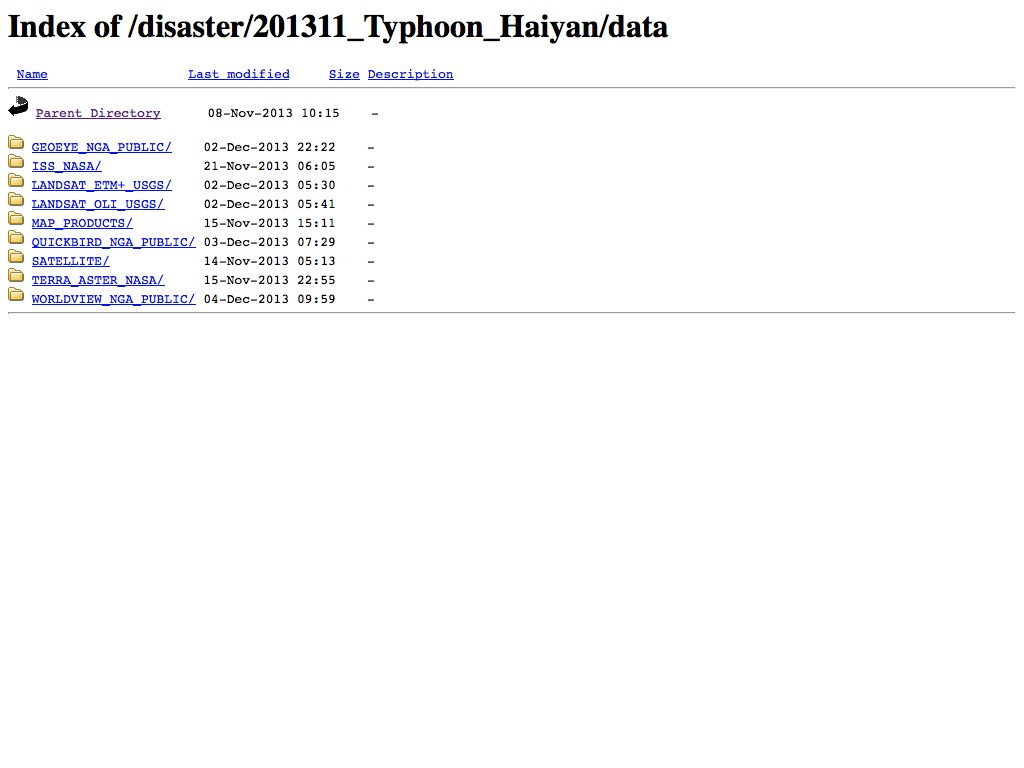 Index of /disaster/201311_Typhoon_Haiyan/data
Name Last modified Size Description
Parent Directory 08-Nov-2013 10:15 -
GEOEYE_NGA_PUBLIC/ 02-Dec-2013 22:22 -
ISS_NASA/ 21-Nov-2013 06:05 -
LANDSAT_ETM+_USGS/ 02-Dec-2013 05:30 -
LANDSAT_OLI_USGS/ 02-Dec-2013 05:41 -
MAP_PRODUCTS/ 15-Nov-2013 15:11 -
QUICKBIRD_NGA_PUBLIC/ 03-Dec-2013 07:29 -
SATELLITE/ 14-Nov-2013 05:13 -
TERRA_ASTER_NASA/ 15-Nov-2013 22:55 -
WORLDVIEW_NGA_PUBLIC/ 04-Dec-2013 09:59 -